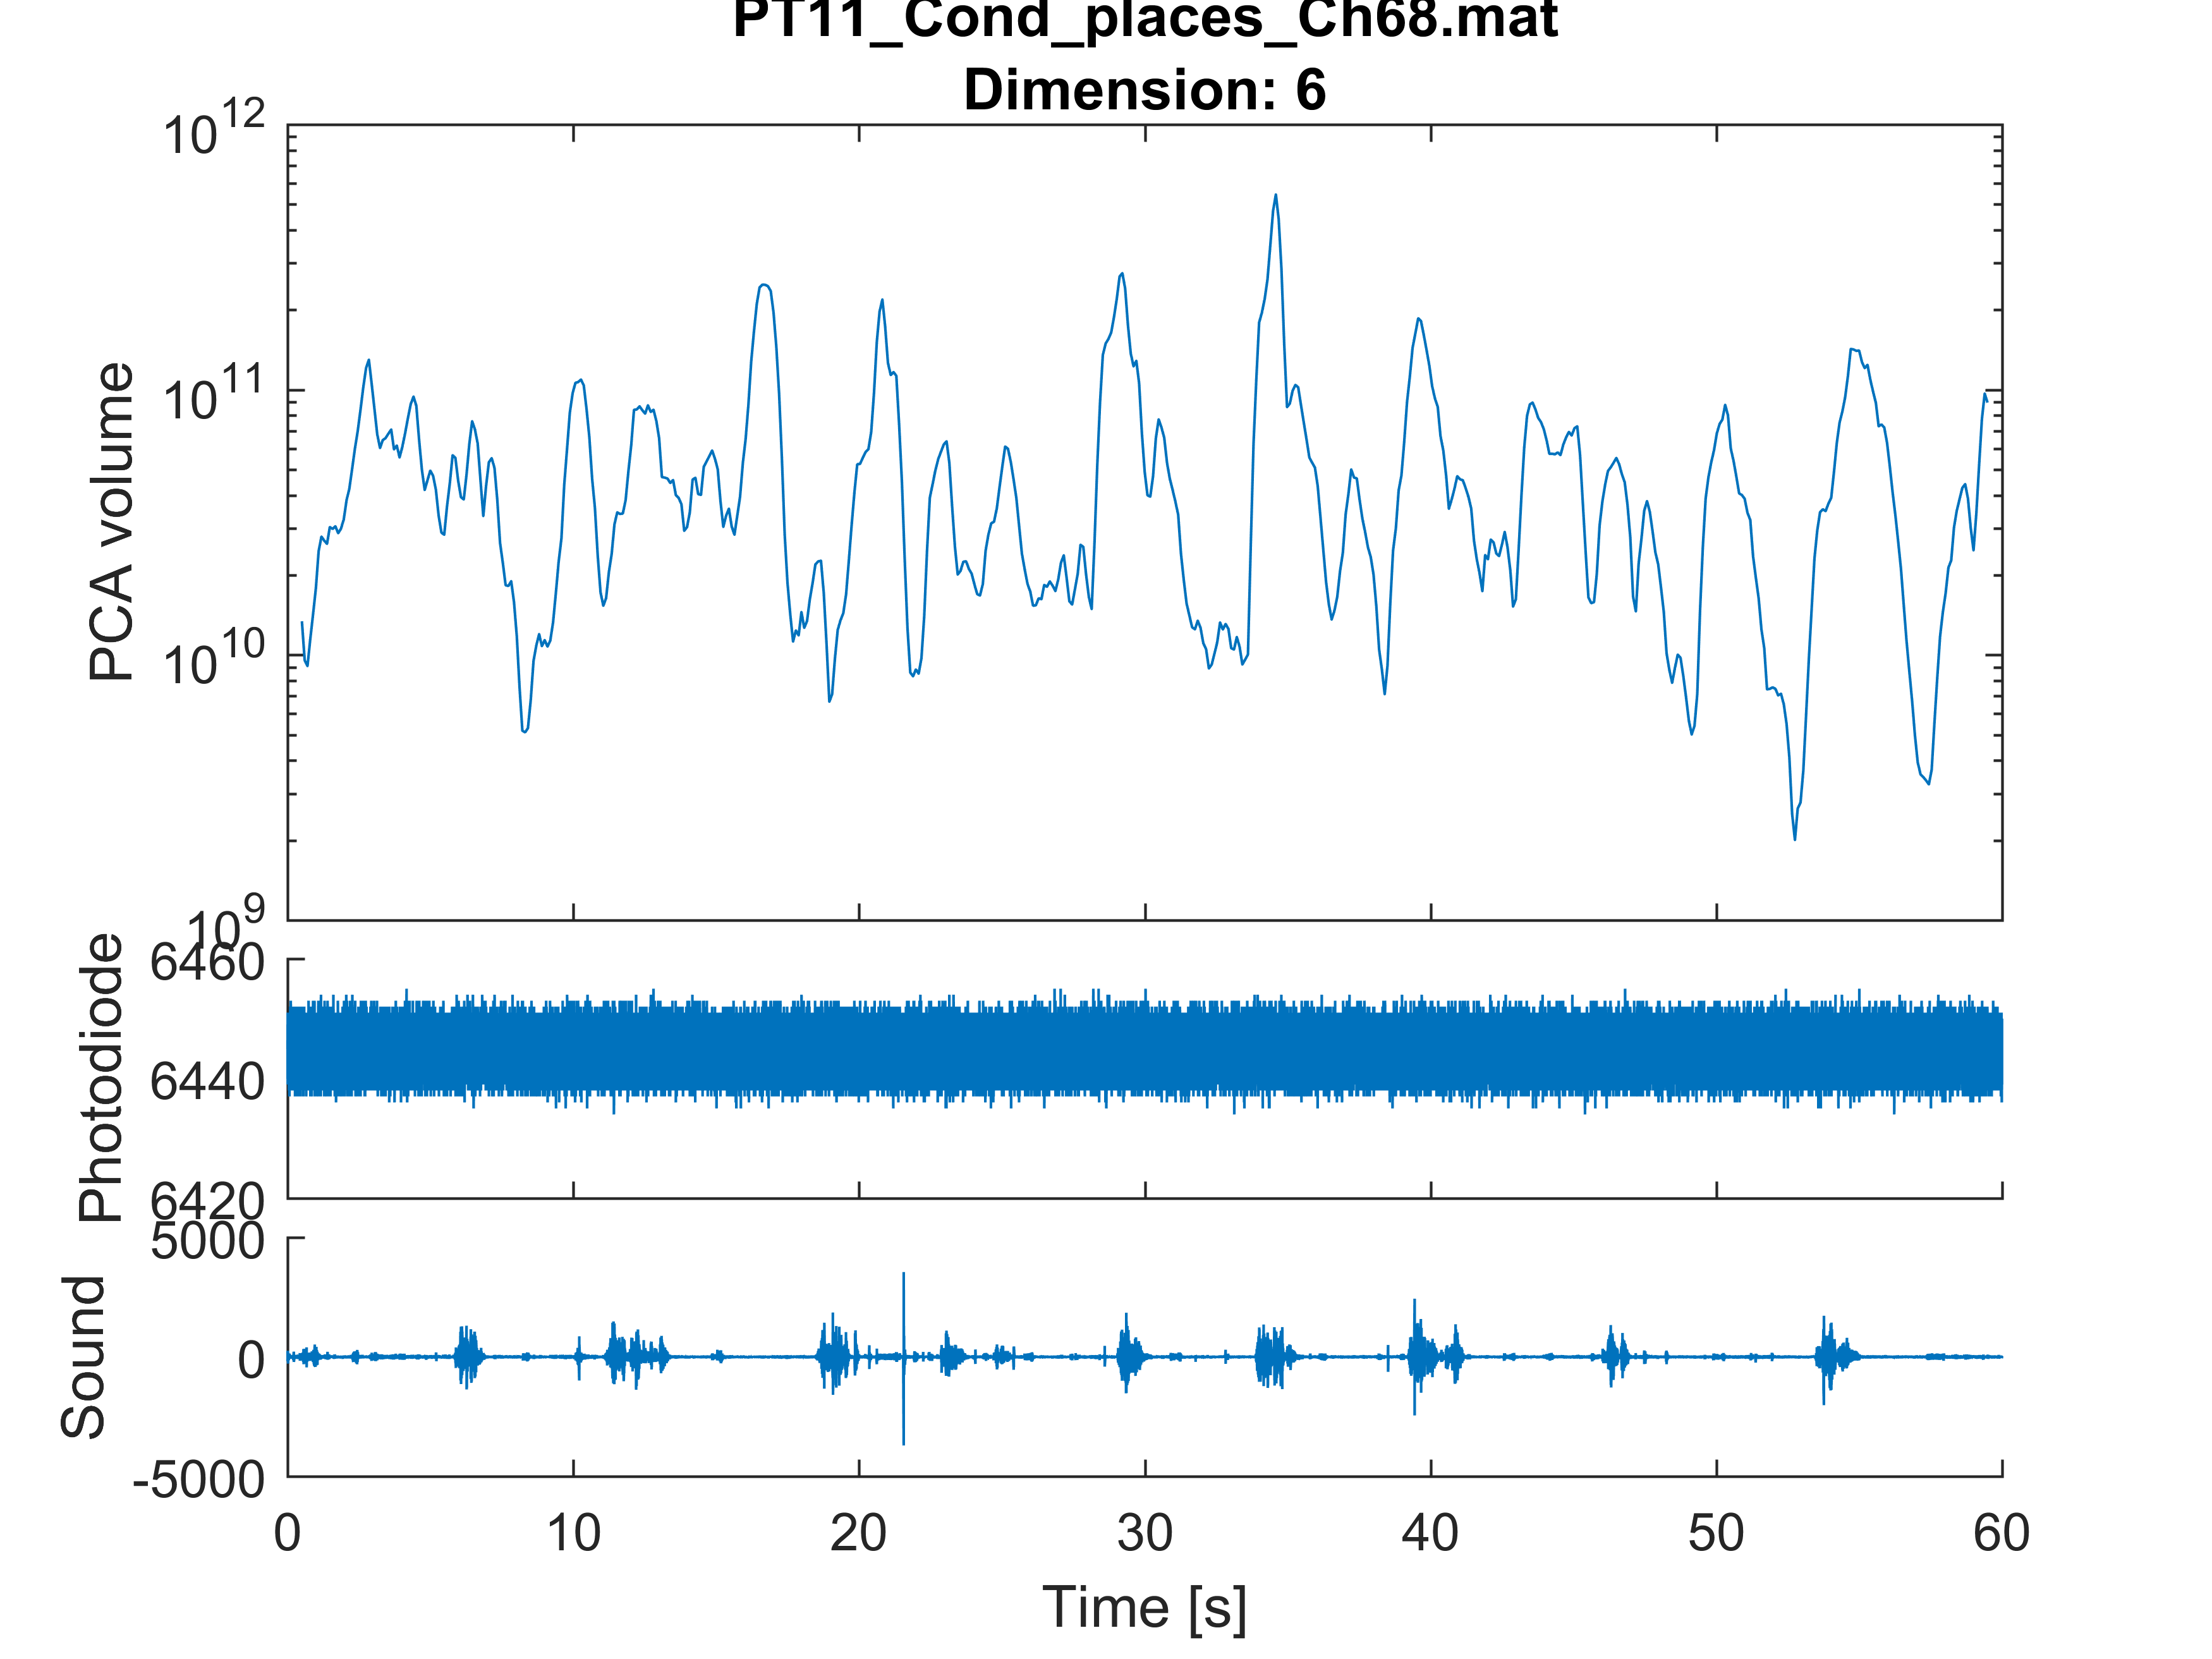 PT11_Cond_places_Ch68.mat
Dimension: 6
10^12
10^11
10^10
10^9
PCA volume
6460
6440
6420
Photodiode
5000
0
-5000
Sound
0 10 20 30 40 50 60
Time [s]